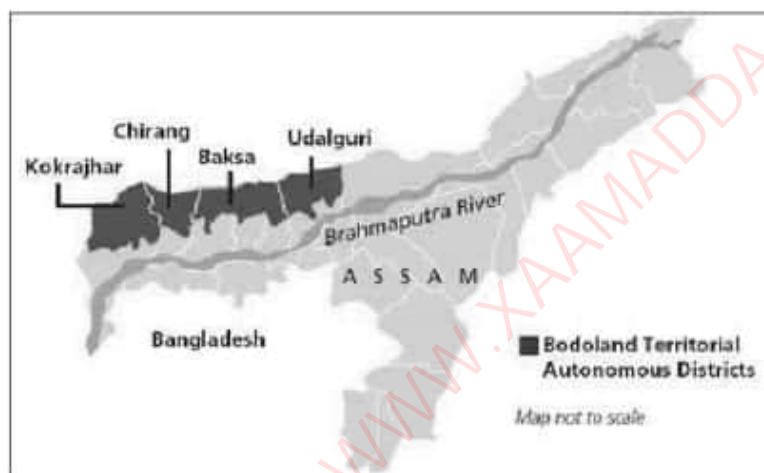 Chirang
Udalguri
Baksa
Kokrajhar
Brahmaputra River
A S S A M
Bangladesh
Bodoland Territorial
Autonomous Districts
Map not to scale
WWW.XAAMADDA